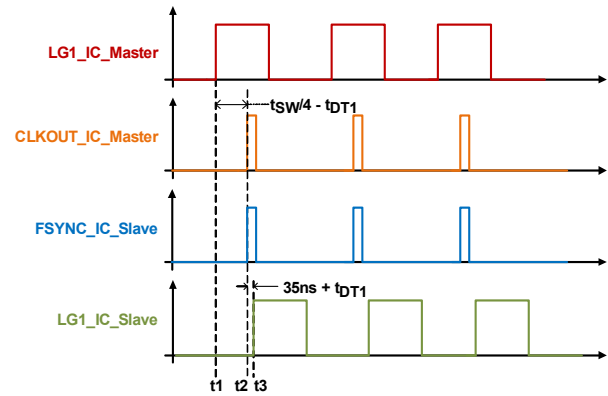 LG1_IC_Master
tSW/4 - tDT1
CLKOUT_IC_Master
FSYNC_IC_Slave
35ns + tDT1
LG1_IC_Slave
t1 t2 t3